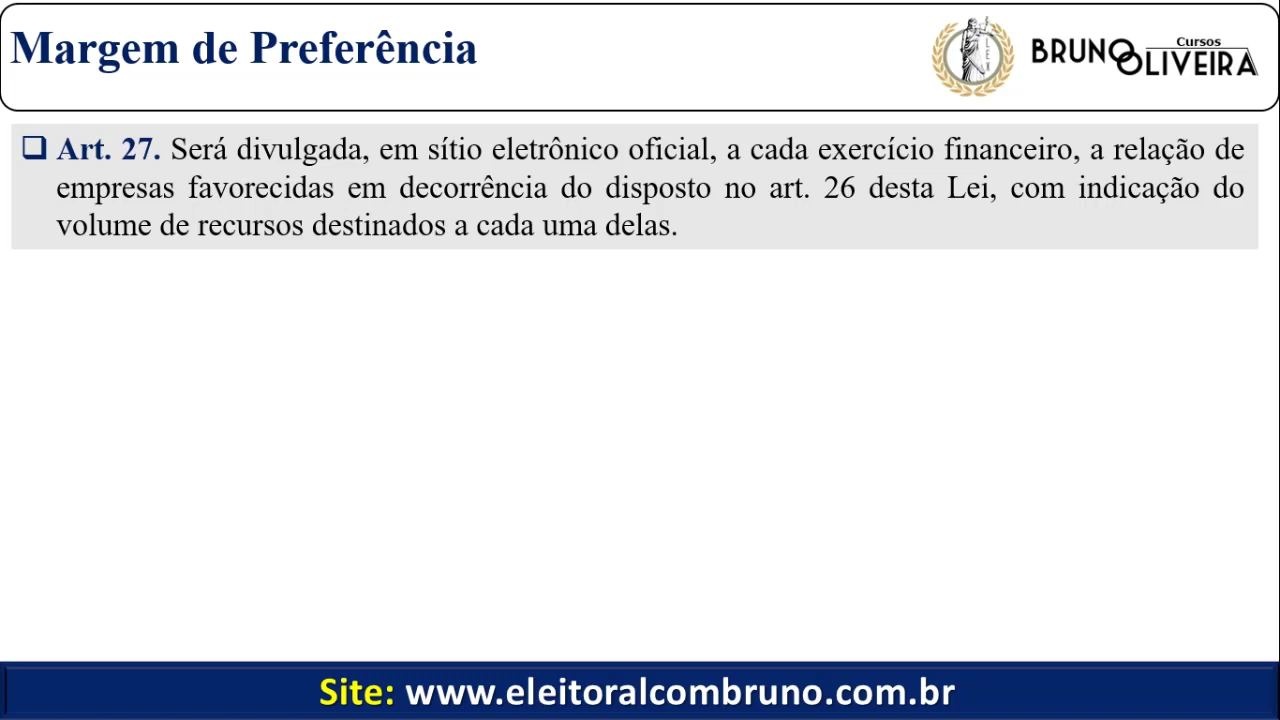 Margem de Preferência
Cursos
BRUNO OLIVEIRA
Art. 27. Será divulgada, em sítio eletrônico oficial, a cada exercício financeiro, a relação de
empresas favorecidas em decorrência do disposto no art. 26 desta Lei, com indicação do
volume de recursos destinados a cada uma delas.
Site: www.eleitoralcombruno.com.br